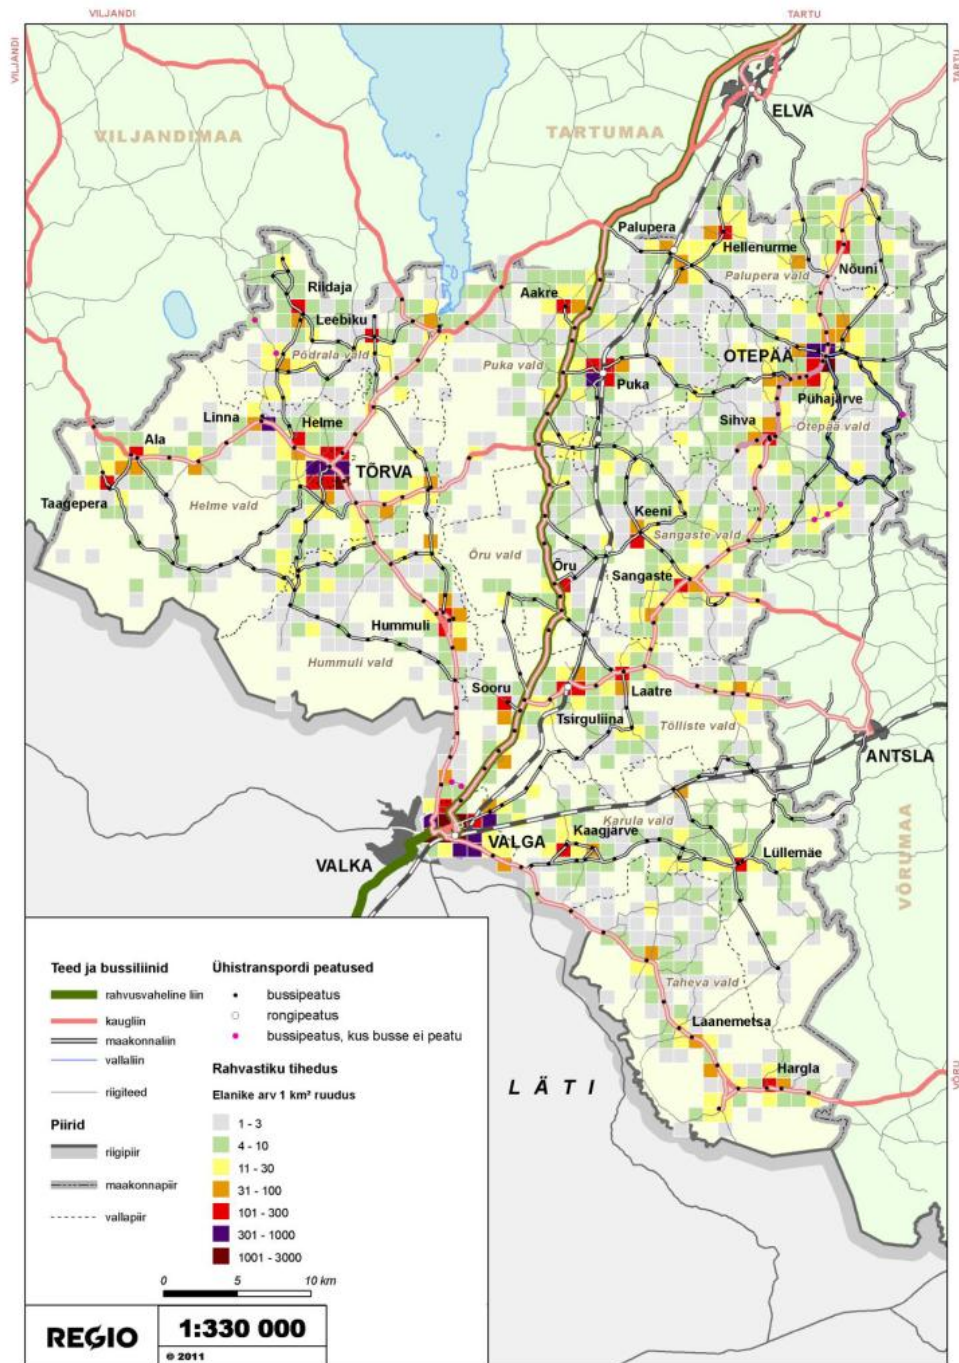 VILJANDI
TARTU
VILJANDI
TARTU
ELVA
VILJANDIMAA
TARTUMAA
Palupera
Hellenurme
Palupera vald
Nõuni
Riidaja
Aakre
Leebiku
Põdrala vald
Puka vald
OTEPÄÄ
Puka
Pühajärve
Linna
Helme
Sihva
Otepää vald
Ala
TÕRVA
Taagepera
Helme vald
Keeni
Sangaste vald
Õru vald
Õru
Sangaste
Hummuli
Hummuli vald
Sooru
Laatre
Tsirguliina
Tõlliste vald
ANTSLA
Karula vald
VALGA
Kaagjärve
VALKA
Lüllemäe
VÕRUMAA
Taheva vald
Laanemetsa
Hargla
VÕRU
LÄTI
Teed ja bussiliinid
rahvusvaheline liin
kaugliin
maakonnaliin
vallaliin
riigiteed
Piirid
riigipiir
maakonnapiir
vallapiir
Ühistranspordi peatused
bussipeatus
rongipeatus
bussipeatus, kus busse ei peatu
Rahvastiku tihedus
Elanike arv 1 km² ruudus
1 - 3
4 - 10
11 - 30
31 - 100
101 - 300
301 - 1000
1001 - 3000
0 5 10 km
REGIO
1:330 000
© 2011